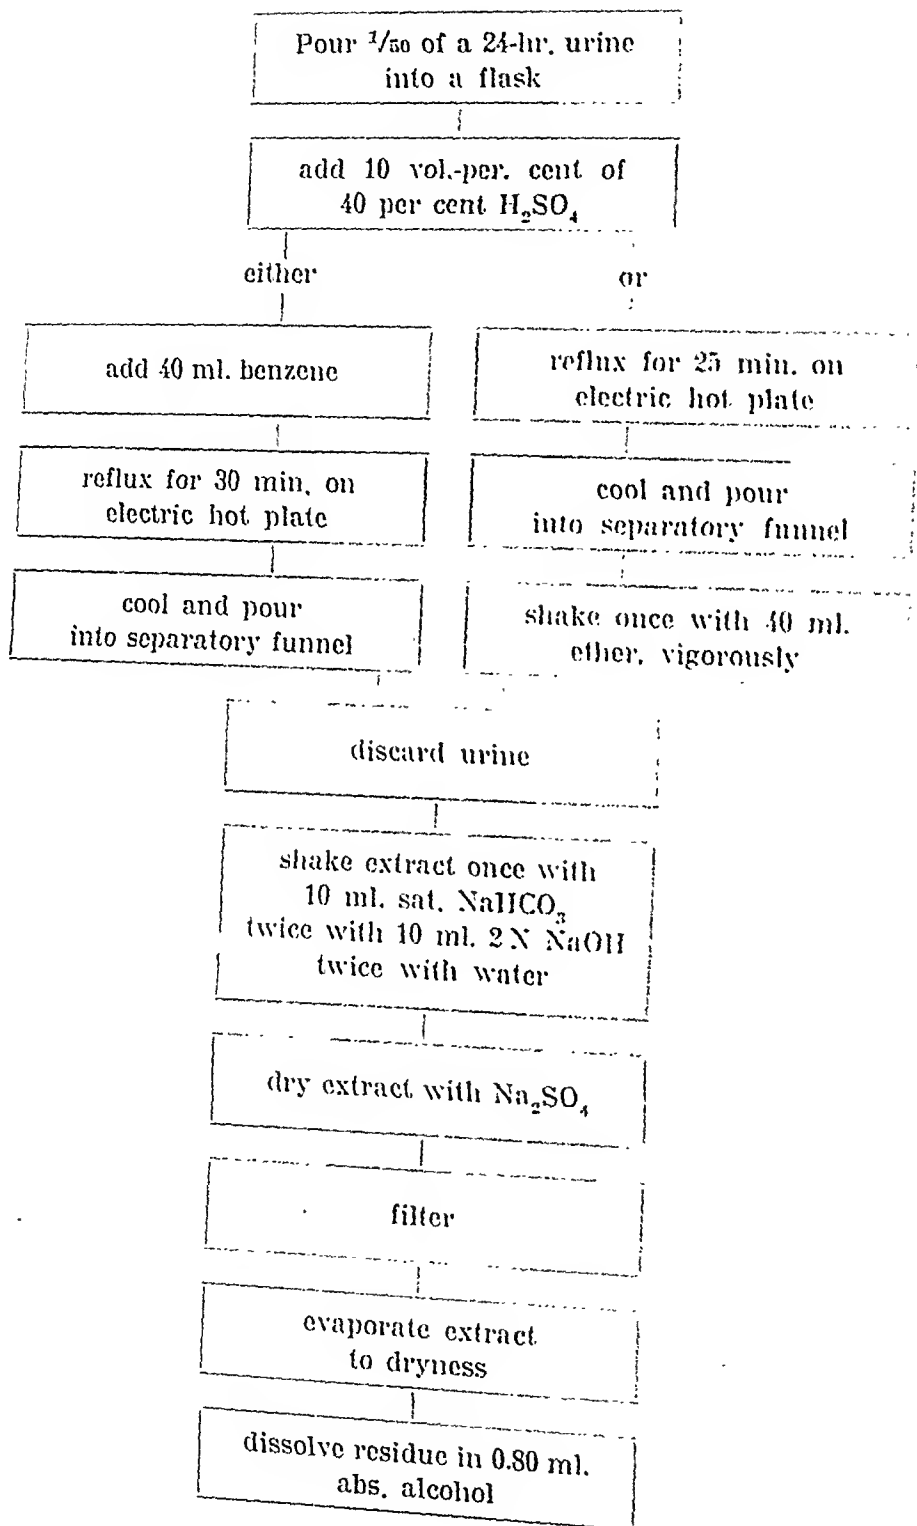 Pour 1/50 of a 24-hr. urine
into a flask
add 10 vol.-per. cent of
40 per cent H₂SO₄
either
or
add 40 ml. benzene
reflux for 30 min. on
electric hot plate
cool and pour
into separatory funnel
reflux for 25 min. on
electric hot plate
cool and pour
into separatory funnel
shake once with 40 ml.
ether, vigorously
discard urine
shake extract once with
10 ml. sat. NaHCO₃
twice with 10 ml. 2 N NaOH
twice with water
dry extract with Na₂SO₄
filter
evaporate extract
to dryness
dissolve residue in 0.80 ml.
abs. alcohol